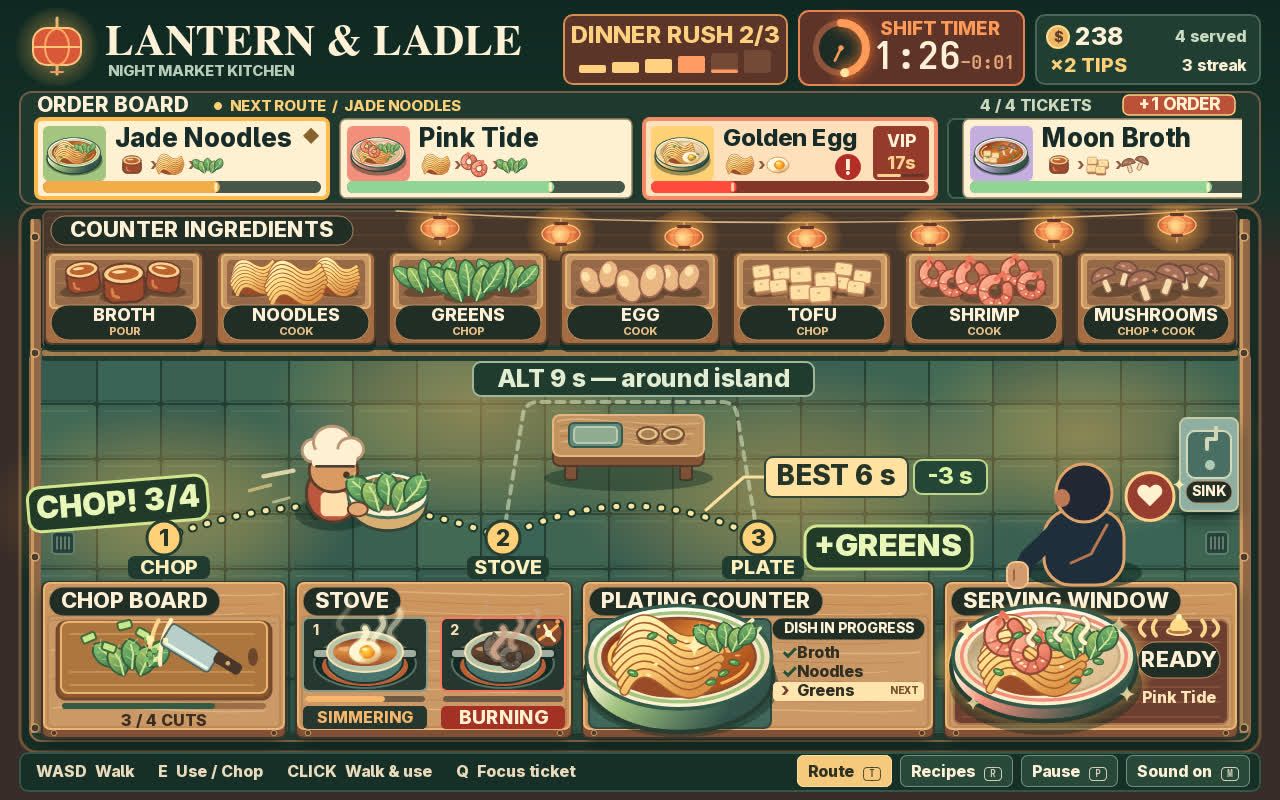 LANTERN & LADLE
NIGHT MARKET KITCHEN
DINNER RUSH 2/3
SHIFT TIMER
1:26 -0:01
$ 238 4 served
×2 TIPS 3 streak
ORDER BOARD • NEXT ROUTE / JADE NOODLES
4 / 4 TICKETS +1 ORDER
Jade Noodles
Pink Tide
Golden Egg
!
VIP
17s
Moon Broth
COUNTER INGREDIENTS
BROTH
POUR
NOODLES
COOK
GREENS
CHOP
EGG
COOK
TOFU
CHOP
SHRIMP
COOK
MUSHROOMS
CHOP + COOK
ALT 9 s — around island
BEST 6 s -3 s
SINK
CHOP! 3/4
+GREENS
1
CHOP
2
STOVE
3
PLATE
CHOP BOARD
3 / 4 CUTS
STOVE
1
SIMMERING
2
BURNING
PLATING COUNTER
DISH IN PROGRESS
✓Broth
✓Noodles
› Greens NEXT
SERVING WINDOW
READY
Pink Tide
WASD Walk E Use / Chop CLICK Walk & use Q Focus ticket
Route T Recipes R Pause P Sound on M